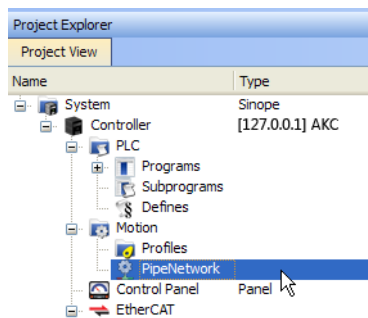 Project Explorer
Project View
Name Type
System Sinope
Controller [127.0.0.1] AKC
PLC
Programs
Subprograms
Defines
Motion
Profiles
PipeNetwork
Control Panel Panel
EtherCAT